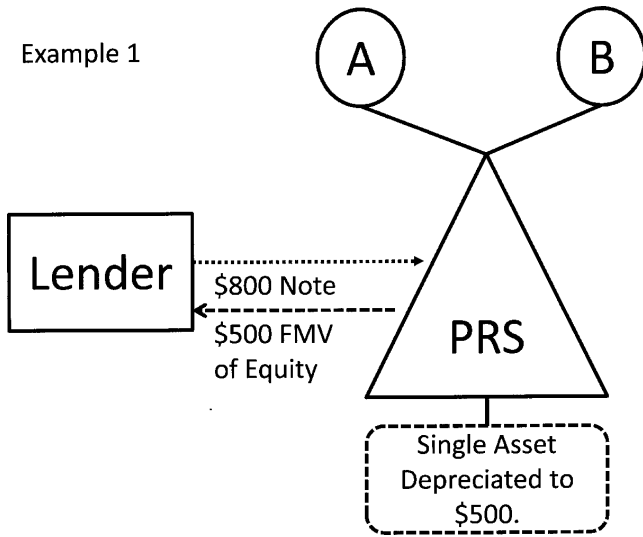 Example 1
A
B
Lender
$800 Note
$500 FMV
of Equity
PRS
Single Asset
Depreciated to
$500.